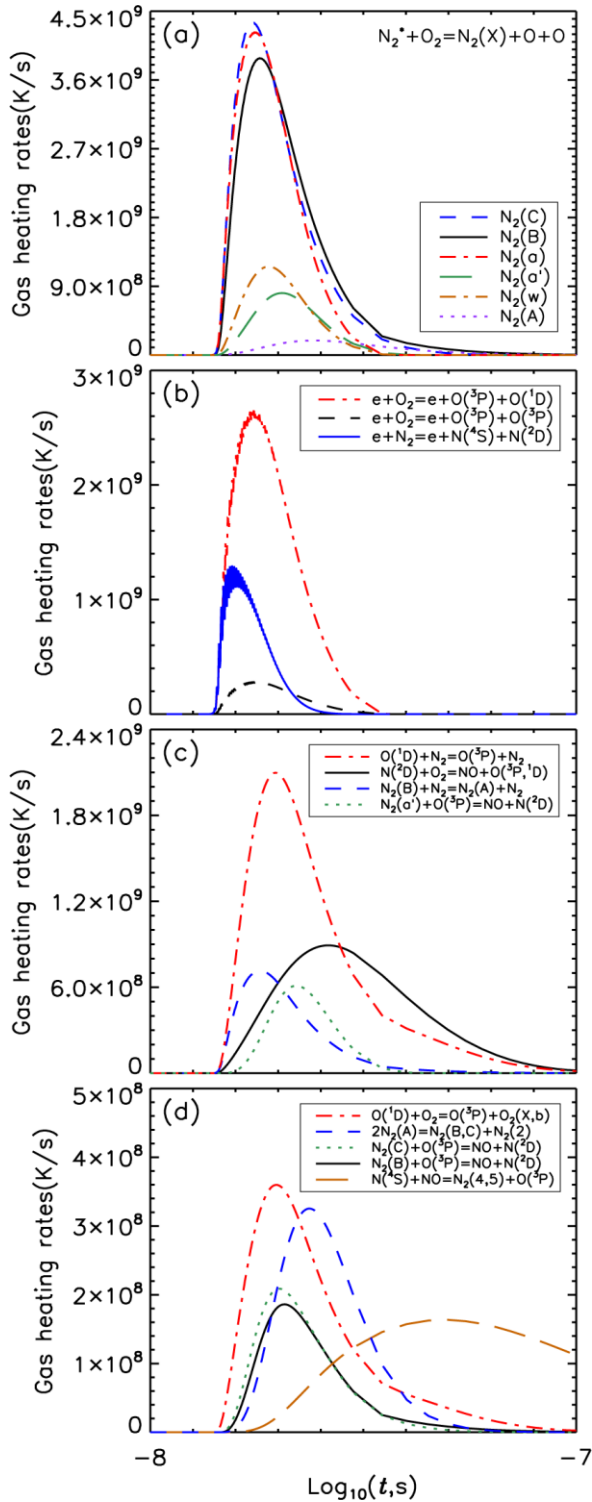 4.5×10⁹
(a)
N₂*+O₂=N₂(X)+O+O
3.6×10⁹
2.7×10⁹
1.8×10⁹
9.0×10⁸
0
Gas heating rates(K/s)
N₂(C)
N₂(B)
N₂(a)
N₂(a')
N₂(w)
N₂(A)
3×10⁹
(b)
e+O₂=e+O(³P)+O(¹D)
e+O₂=e+O(³P)+O(³P)
e+N₂=e+N(⁴S)+N(²D)
2×10⁹
1×10⁹
0
Gas heating rates(K/s)
2.4×10⁹
(c)
O(¹D)+N₂=O(³P)+N₂
N(²D)+O₂=NO+O(³P,¹D)
N₂(B)+N₂=N₂(A)+N₂
N₂(a')+O(³P)=NO+N(²D)
1.8×10⁹
1.2×10⁹
6.0×10⁸
0
Gas heating rates(K/s)
5×10⁸
(d)
O(¹D)+O₂=O(³P)+O₂(X,b)
2N₂(A)=N₂(B,C)+N₂(2)
N₂(C)+O(³P)=NO+N(²D)
N₂(B)+O(³P)=NO+N(²D)
N(⁴S)+NO=N₂(4,5)+O(³P)
4×10⁸
3×10⁸
2×10⁸
1×10⁸
0
Gas heating rates(K/s)
-8
-7
Log₁₀(t,s)